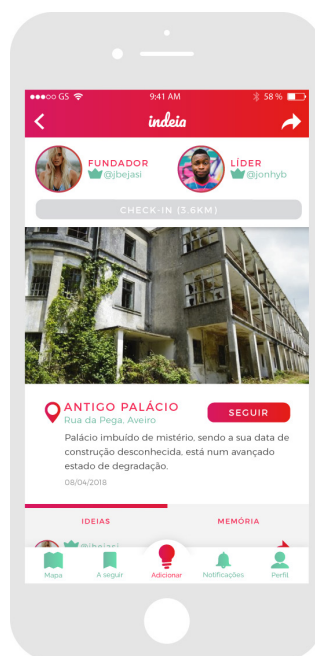 GS 9:41 AM 58 %
indeia
FUNDADOR
@jbejasi
LÍDER
@jonhyb
CHECK-IN (3.6KM)
ANTIGO PALÁCIO
Rua da Pega, Aveiro
SEGUIR
Palácio imbuído de mistério, sendo a sua data de
construção desconhecida, está num avançado
estado de degradação.
08/04/2018
IDEIAS MEMÓRIA
@jbejasi
Mapa A seguir Adicionar Notificações Perfil